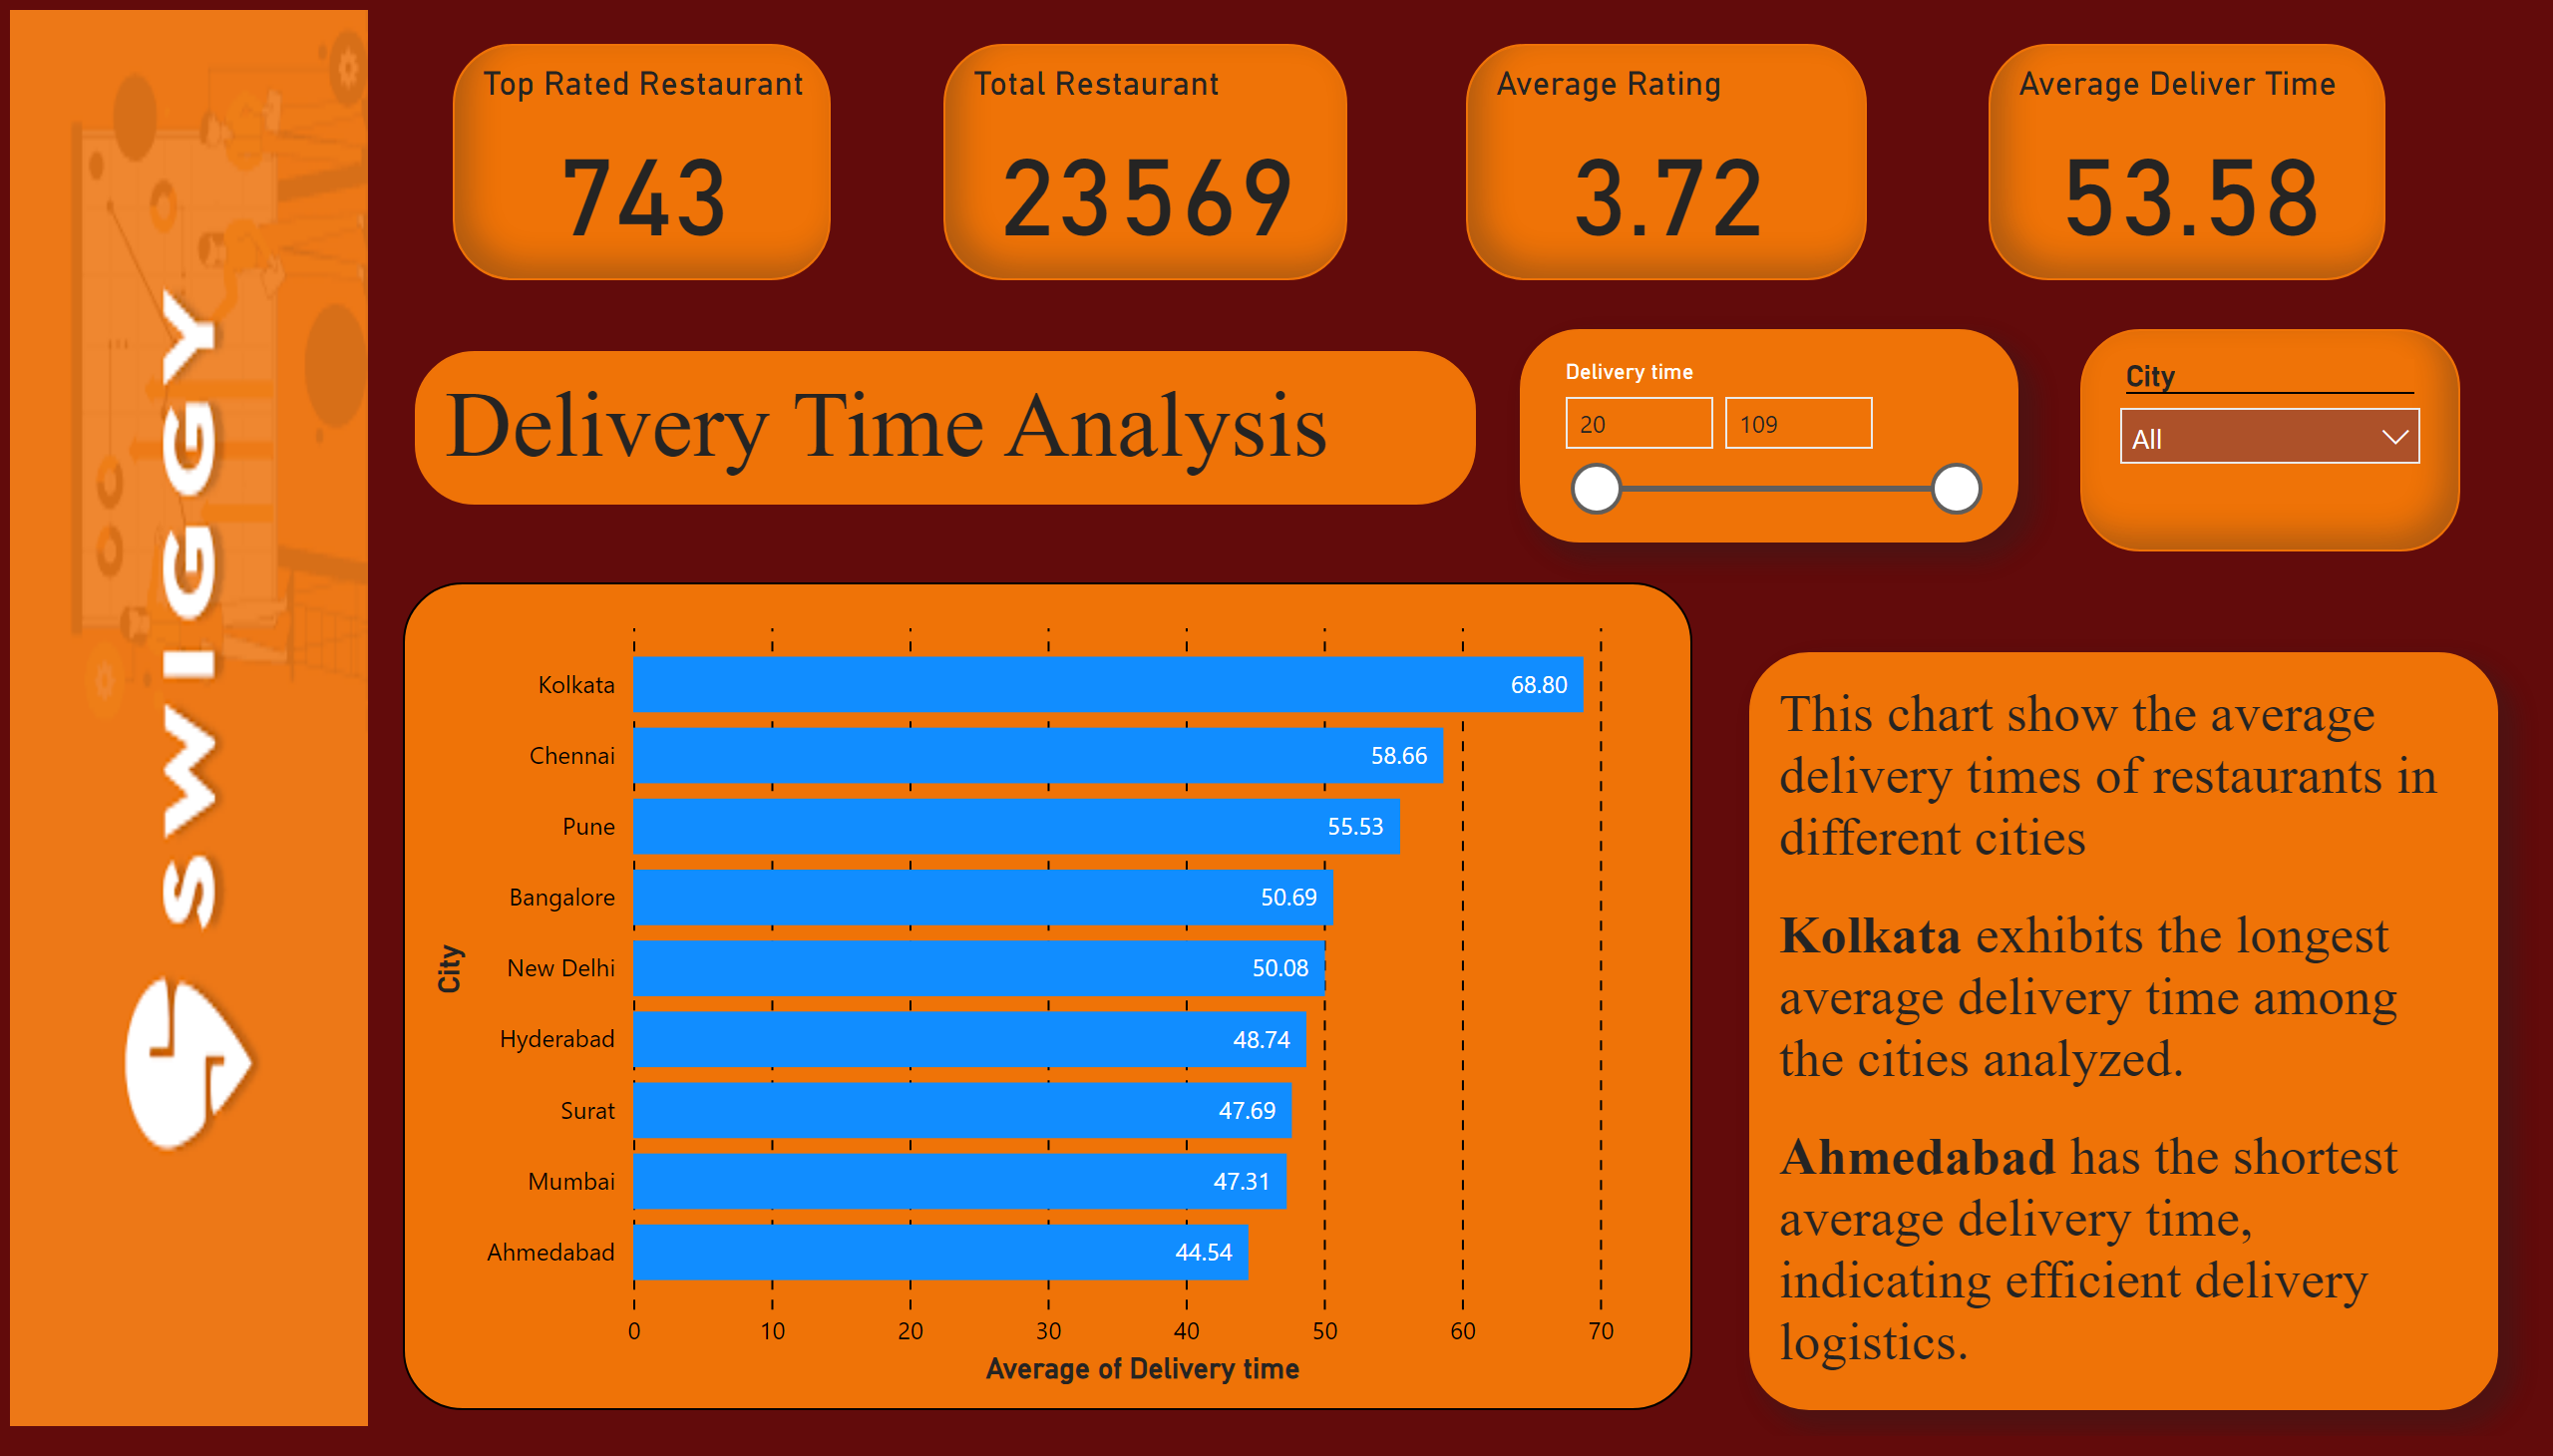 SWIGGY
Top Rated Restaurant
743
Total Restaurant
23569
Average Rating
3.72
Average Deliver Time
53.58
Delivery Time Analysis
Delivery time
20
109
City
All
City
Kolkata
68.80
Chennai
58.66
Pune
55.53
Bangalore
50.69
New Delhi
50.08
Hyderabad
48.74
Surat
47.69
Mumbai
47.31
Ahmedabad
44.54
0 10 20 30 40 50 60 70
Average of Delivery time
This chart show the average
delivery times of restaurants in
different cities
Kolkata exhibits the longest
average delivery time among
the cities analyzed.
Ahmedabad has the shortest
average delivery time,
indicating efficient delivery
logistics.